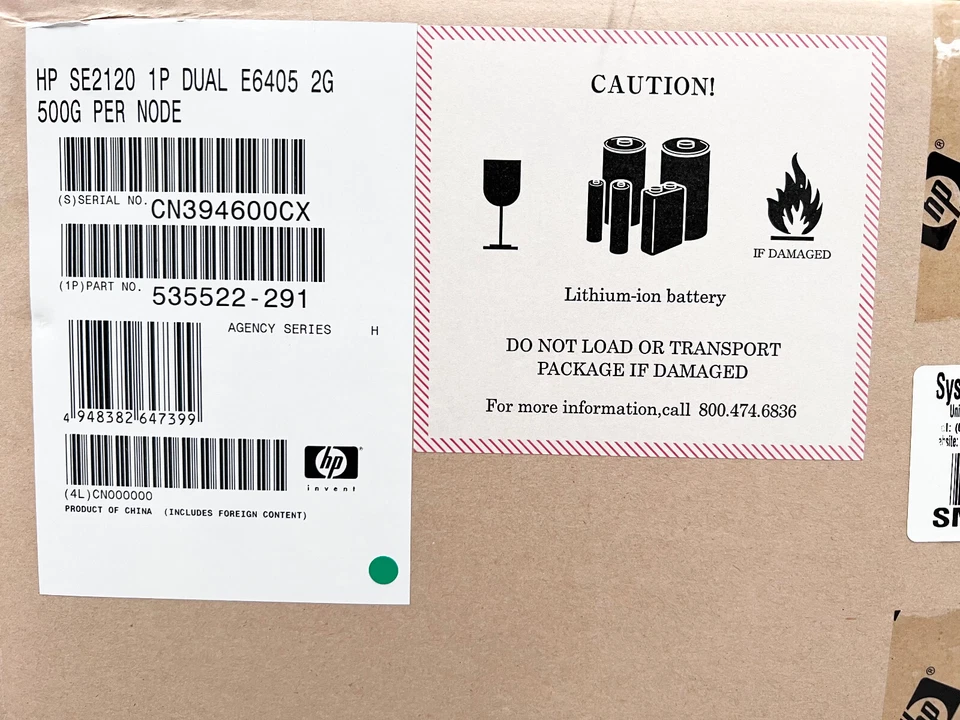 HP SE2120 1P DUAL E6405 2G
500G PER NODE
(S)SERIAL NO. CN394600CX
(1P)PART NO. 535522-291
AGENCY SERIES H
4 948382 647399
(4L)CN000000
PRODUCT OF CHINA (INCLUDES FOREIGN CONTENT)
hp
®
invent
CAUTION!
IF DAMAGED
Lithium-ion battery
DO NOT LOAD OR TRANSPORT
PACKAGE IF DAMAGED
For more information,call 800.474.6836
hp
®
hp
®